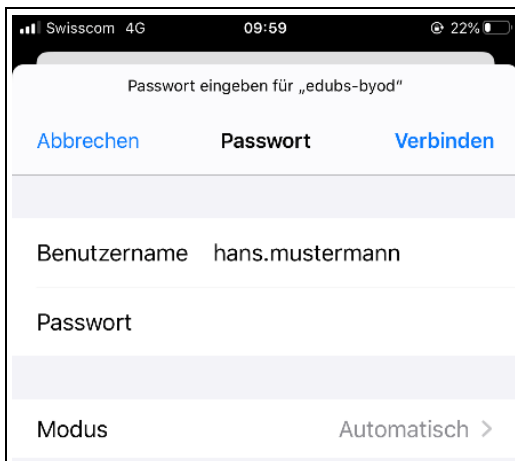 Swisscom 4G 09:59 22%
Passwort eingeben für „edubs-byod“
Abbrechen Passwort Verbinden
Benutzername hans.mustermann
Passwort
Modus Automatisch